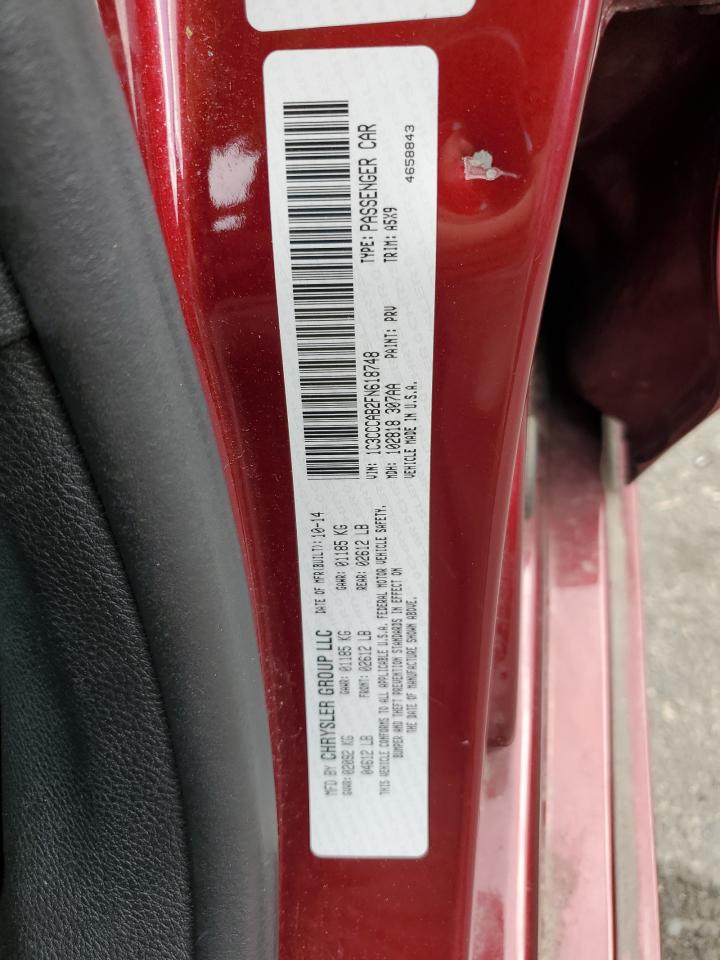 MFD BY CHRYSLER GROUP LLC DATE OF MFR(BUILT): 10-14
GVWR: 02092 KG GAWR: 01185 KG GAWR: 01185 KG
04612 LB FRONT: 02612 LB REAR: 02612 LB
THIS VEHICLE CONFORMS TO ALL APPLICABLE U.S.A. FEDERAL MOTOR VEHICLE SAFETY,
BUMPER AND THEFT PREVENTION STANDARDS IN EFFECT ON
THE DATE OF MANUFACTURE SHOWN ABOVE.
VIN: 1C3CCCAB2FN618748 TYPE: PASSENGER CAR
MDH: 102818 307AA PAINT: PRV TRIM: A5X9
VEHICLE MADE IN U.S.A. 4658843